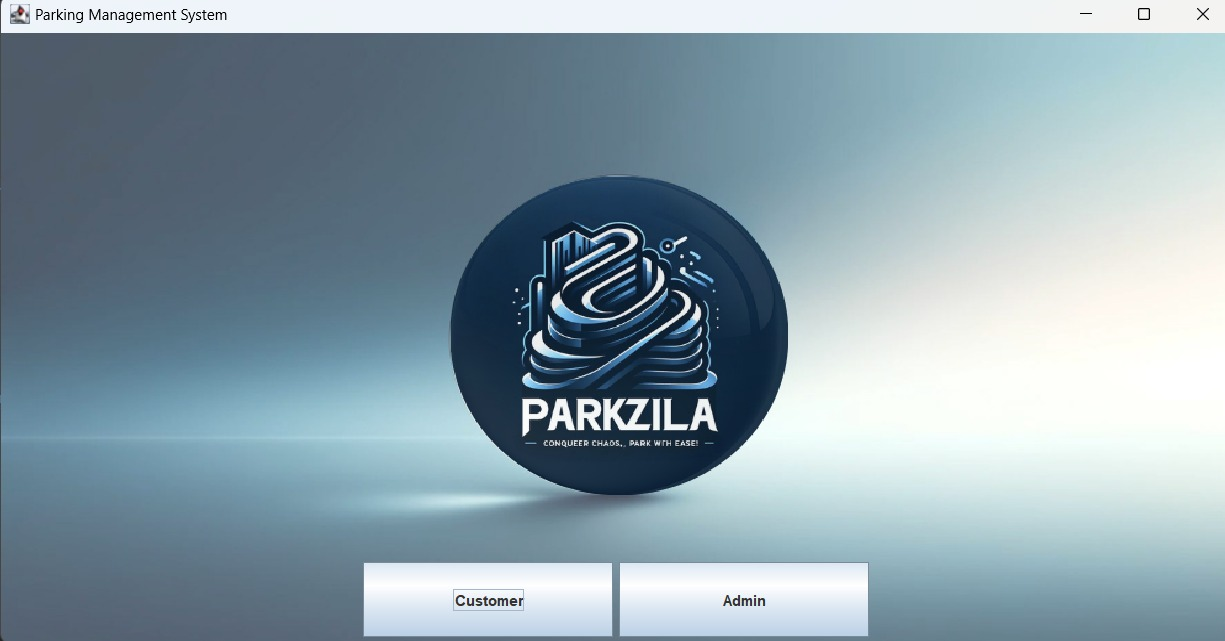 Parking Management System
PARKZILA
CONQUEER CHAOS,. PARK WITH EASE!
Customer
Admin